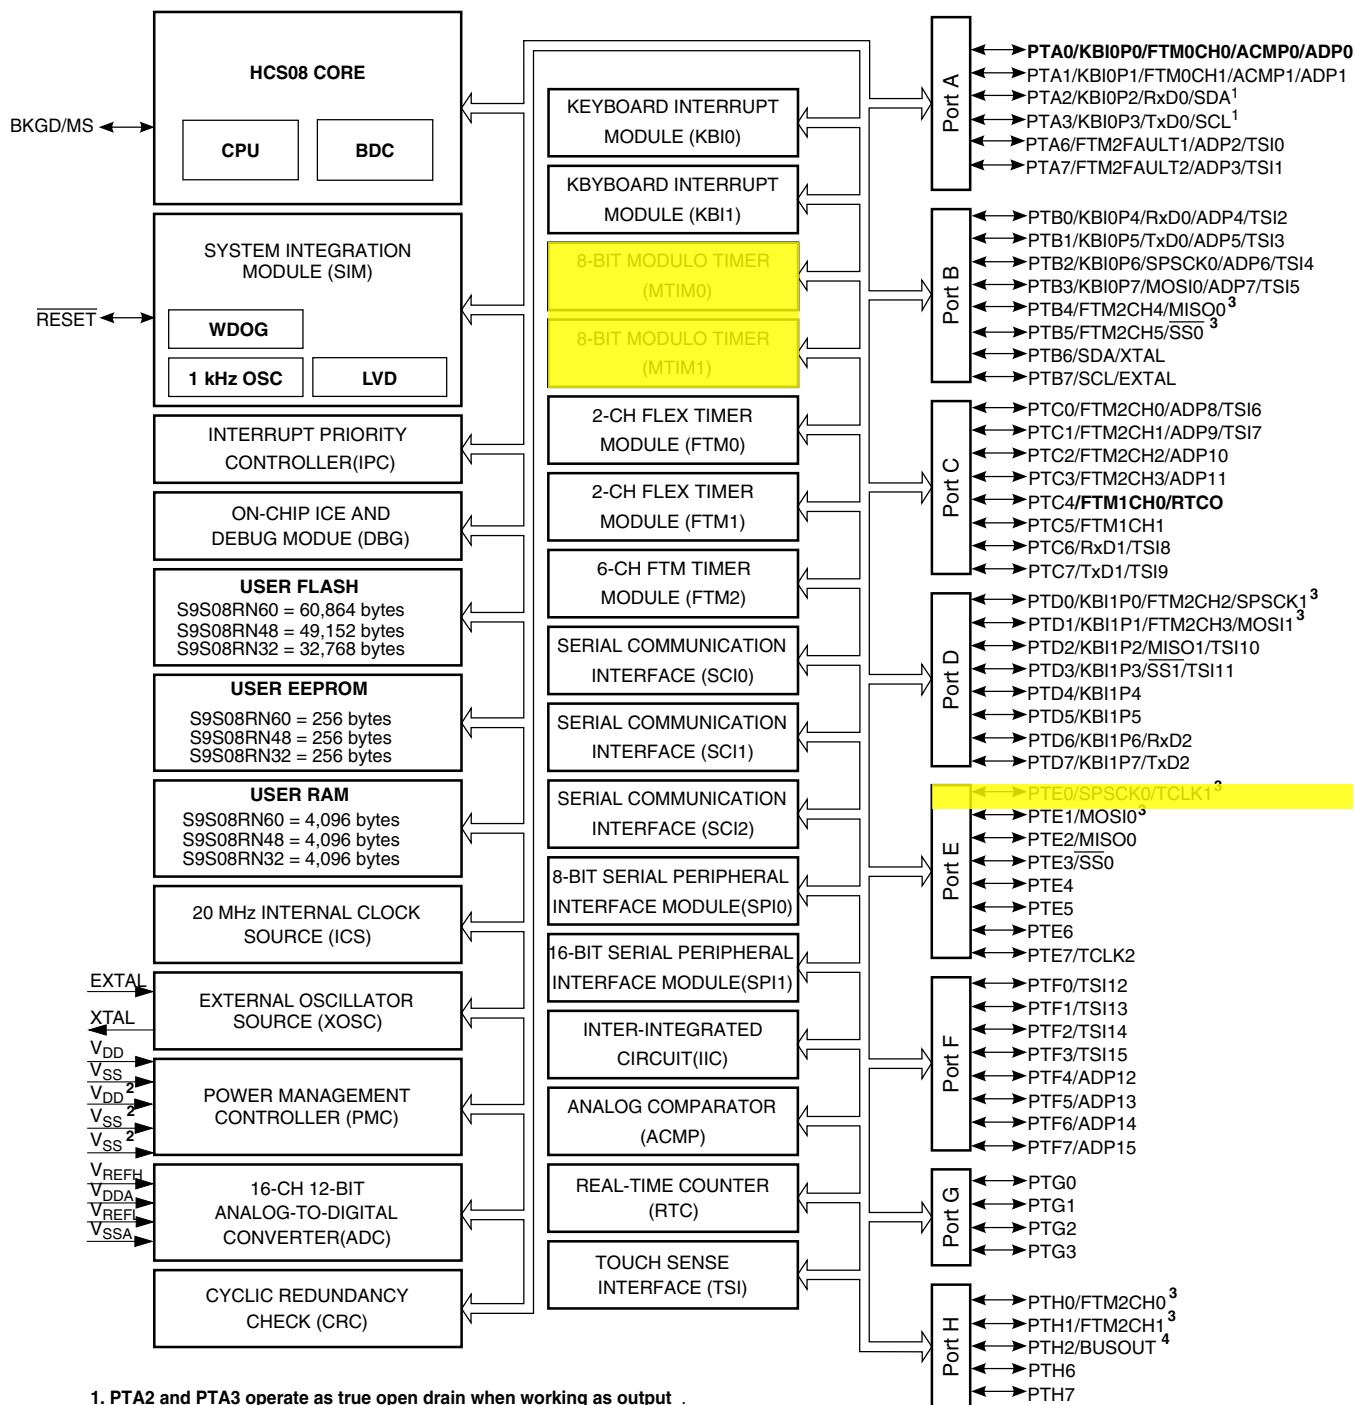 BKGD/MS
RESET
EXTAL
XTAL
VDD
VSS
VDD 2
VSS 2
VSS 2
VREFH
VDDA
VREFL
VSSA
HCS08 CORE
CPU
BDC
SYSTEM INTEGRATION
MODULE (SIM)
WDOG
1 kHz OSC
LVD
INTERRUPT PRIORITY
CONTROLLER(IPC)
ON-CHIP ICE AND
DEBUG MODUE (DBG)
USER FLASH
S9S08RN60 = 60,864 bytes
S9S08RN48 = 49,152 bytes
S9S08RN32 = 32,768 bytes
USER EEPROM
S9S08RN60 = 256 bytes
S9S08RN48 = 256 bytes
S9S08RN32 = 256 bytes
USER RAM
S9S08RN60 = 4,096 bytes
S9S08RN48 = 4,096 bytes
S9S08RN32 = 4,096 bytes
20 MHz INTERNAL CLOCK
SOURCE (ICS)
EXTERNAL OSCILLATOR
SOURCE (XOSC)
POWER MANAGEMENT
CONTROLLER (PMC)
16-CH 12-BIT
ANALOG-TO-DIGITAL
CONVERTER(ADC)
CYCLIC REDUNDANCY
CHECK (CRC)
KEYBOARD INTERRUPT
MODULE (KBI0)
KBYBOARD INTERRUPT
MODULE (KBI1)
8-BIT MODULO TIMER
(MTIM0)
8-BIT MODULO TIMER
(MTIM1)
2-CH FLEX TIMER
MODULE (FTM0)
2-CH FLEX TIMER
MODULE (FTM1)
6-CH FTM TIMER
MODULE (FTM2)
SERIAL COMMUNICATION
INTERFACE (SCI0)
SERIAL COMMUNICATION
INTERFACE (SCI1)
SERIAL COMMUNICATION
INTERFACE (SCI2)
8-BIT SERIAL PERIPHERAL
INTERFACE MODULE(SPI0)
16-BIT SERIAL PERIPHERAL
INTERFACE MODULE(SPI1)
INTER-INTEGRATED
CIRCUIT(IIC)
ANALOG COMPARATOR
(ACMP)
REAL-TIME COUNTER
(RTC)
TOUCH SENSE
INTERFACE (TSI)
Port A
PTA0/KBI0P0/FTM0CH0/ACMP0/ADP0
PTA1/KBI0P1/FTM0CH1/ACMP1/ADP1
PTA2/KBI0P2/RxD0/SDA1
PTA3/KBI0P3/TxD0/SCL1
PTA6/FTM2FAULT1/ADP2/TSI0
PTA7/FTM2FAULT2/ADP3/TSI1
Port B
PTB0/KBI0P4/RxD0/ADP4/TSI2
PTB1/KBI0P5/TxD0/ADP5/TSI3
PTB2/KBI0P6/SPSCK0/ADP6/TSI4
PTB3/KBI0P7/MOSI0/ADP7/TSI5
PTB4/FTM2CH4/MISO0 3
PTB5/FTM2CH5/SS0 3
PTB6/SDA/XTAL
PTB7/SCL/EXTAL
Port C
PTC0/FTM2CH0/ADP8/TSI6
PTC1/FTM2CH1/ADP9/TSI7
PTC2/FTM2CH2/ADP10
PTC3/FTM2CH3/ADP11
PTC4/FTM1CH0/RTCO
PTC5/FTM1CH1
PTC6/RxD1/TSI8
PTC7/TxD1/TSI9
Port D
PTD0/KBI1P0/FTM2CH2/SPSCK1 3
PTD1/KBI1P1/FTM2CH3/MOSI1 3
PTD2/KBI1P2/MISO1/TSI10
PTD3/KBI1P3/SS1/TSI11
PTD4/KBI1P4
PTD5/KBI1P5
PTD6/KBI1P6/RxD2
PTD7/KBI1P7/TxD2
Port E
PTE0/SPSCK0/TCLK1 3
PTE1/MOSI0 3
PTE2/MISO0
PTE3/SS0
PTE4
PTE5
PTE6
PTE7/TCLK2
Port F
PTF0/TSI12
PTF1/TSI13
PTF2/TSI14
PTF3/TSI15
PTF4/ADP12
PTF5/ADP13
PTF6/ADP14
PTF7/ADP15
Port G
PTG0
PTG1
PTG2
PTG3
Port H
PTH0/FTM2CH0 3
PTH1/FTM2CH1 3
PTH2/BUSOUT 4
PTH6
PTH7
1. PTA2 and PTA3 operate as true open drain when working as output .